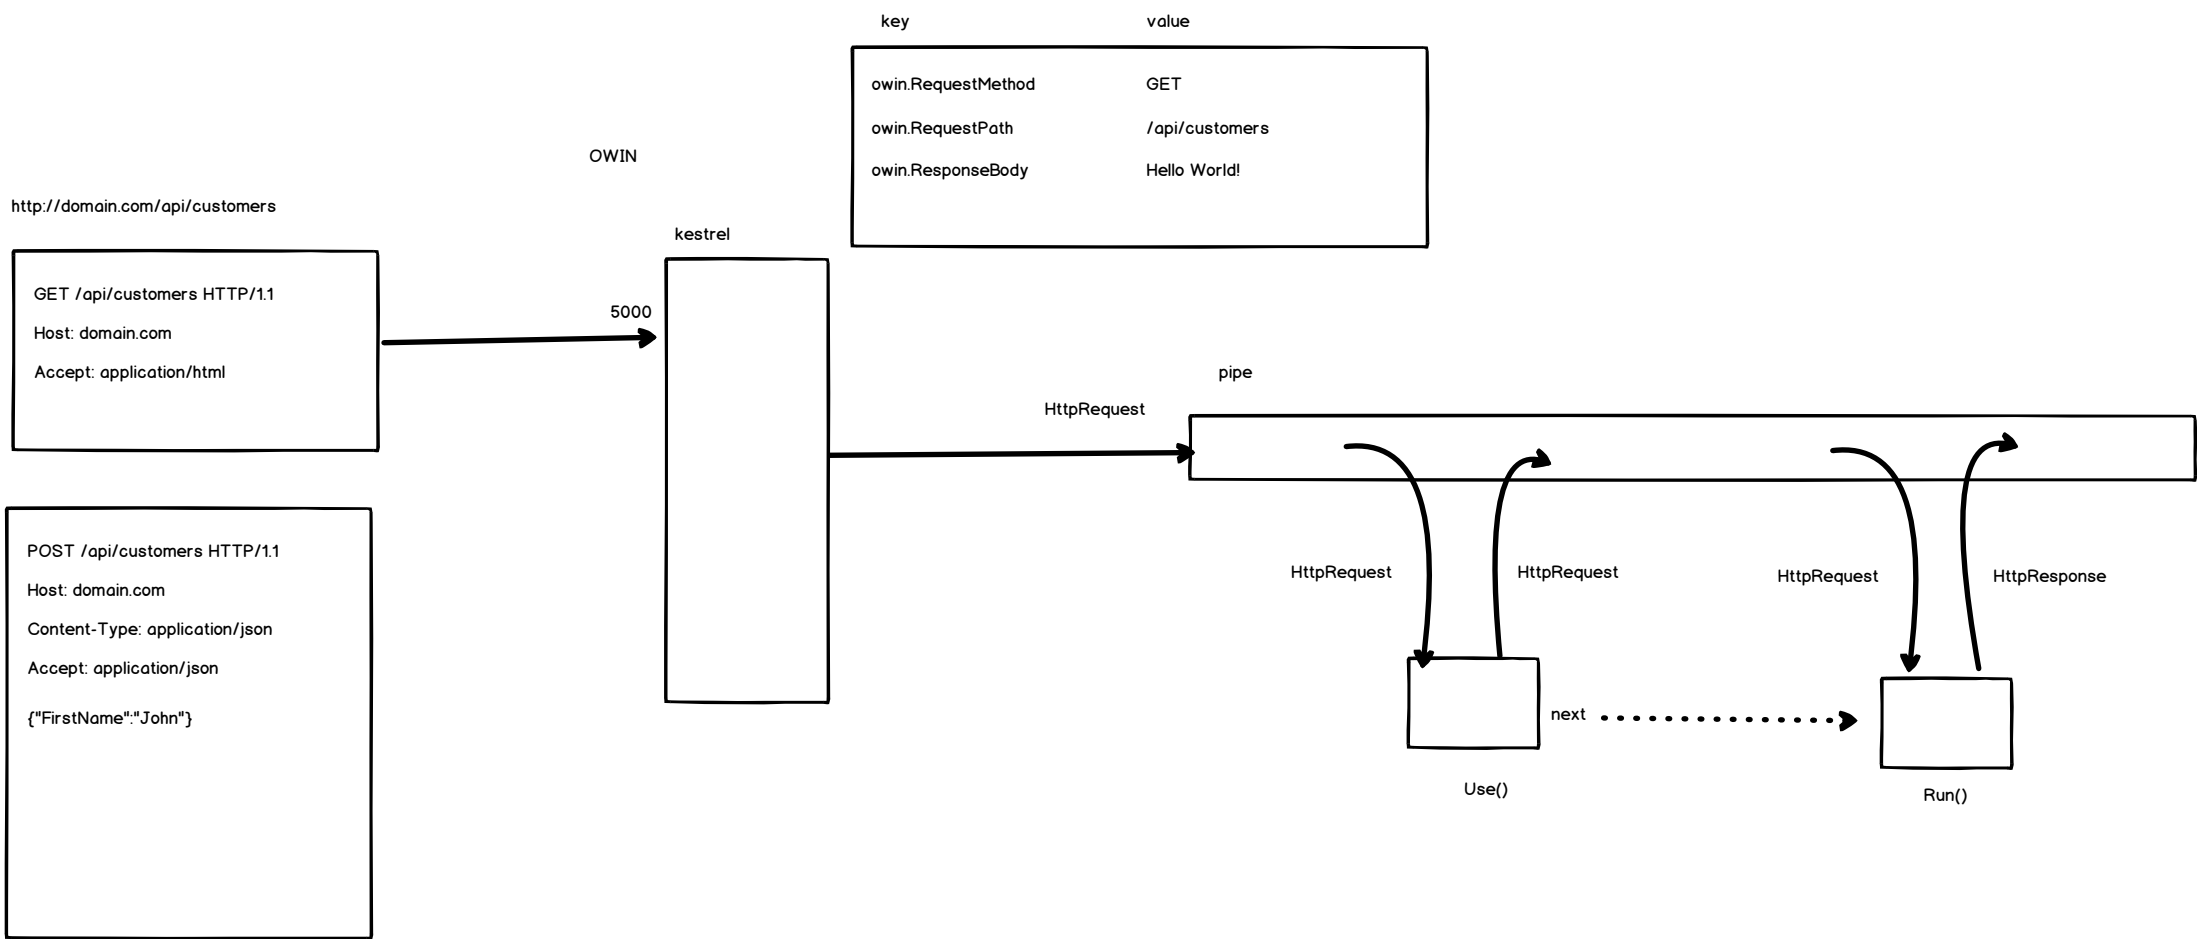 key value
owin.RequestMethod GET
owin.RequestPath /api/customers
owin.ResponseBody Hello World!
OWIN
http://domain.com/api/customers
GET /api/customers HTTP/1.1
Host: domain.com
Accept: application/html
kestrel
5000
pipe
HttpRequest
POST /api/customers HTTP/1.1
Host: domain.com
Content-Type: application/json
Accept: application/json
{"FirstName":"John"}
HttpRequest
HttpRequest
HttpRequest
HttpResponse
next
Use()
Run()